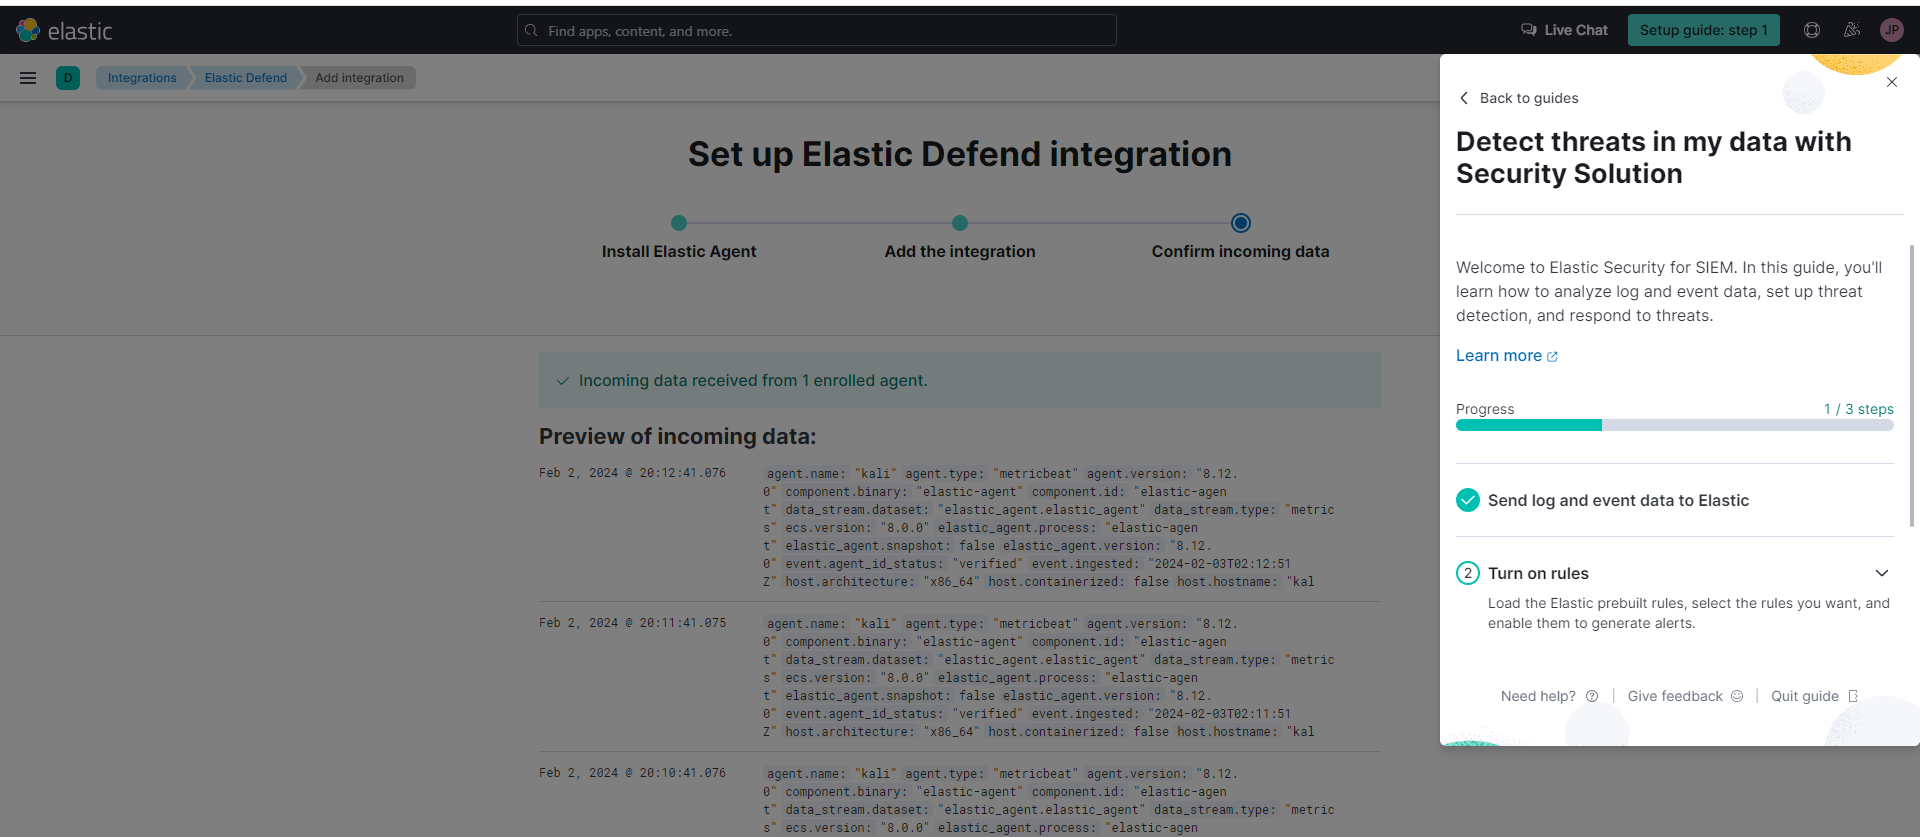 elastic
Find apps, content, and more.
Live Chat
Setup guide: step 1
JP
D
Integrations
Elastic Defend
Add integration
Set up Elastic Defend integration
Install Elastic Agent
Add the integration
Confirm incoming data
Incoming data received from 1 enrolled agent.
Preview of incoming data:
Feb 2, 2024 @ 20:12:41.076
agent.name: "kali" agent.type: "metricbeat" agent.version: "8.12.
0" component.binary: "elastic-agent" component.id: "elastic-agen
t" data_stream.dataset: "elastic_agent.elastic_agent" data_stream.type: "metric
s" ecs.version: "8.0.0" elastic_agent.process: "elastic-agen
t" elastic_agent.snapshot: false elastic_agent.version: "8.12.
0" event.agent_id_status: "verified" event.ingested: "2024-02-03T02:12:51
Z" host.architecture: "x86_64" host.containerized: false host.hostname: "kal
Feb 2, 2024 @ 20:11:41.075
agent.name: "kali" agent.type: "metricbeat" agent.version: "8.12.
0" component.binary: "elastic-agent" component.id: "elastic-agen
t" data_stream.dataset: "elastic_agent.elastic_agent" data_stream.type: "metric
s" ecs.version: "8.0.0" elastic_agent.process: "elastic-agen
t" elastic_agent.snapshot: false elastic_agent.version: "8.12.
0" event.agent_id_status: "verified" event.ingested: "2024-02-03T02:11:51
Z" host.architecture: "x86_64" host.containerized: false host.hostname: "kal
Feb 2, 2024 @ 20:10:41.076
agent.name: "kali" agent.type: "metricbeat" agent.version: "8.12.
0" component.binary: "elastic-agent" component.id: "elastic-agen
t" data_stream.dataset: "elastic_agent.elastic_agent" data_stream.type: "metric
s" ecs.version: "8.0.0" elastic_agent.process: "elastic-agen
Back to guides
Detect threats in my data with
Security Solution
Welcome to Elastic Security for SIEM. In this guide, you'll
learn how to analyze log and event data, set up threat
detection, and respond to threats.
Learn more
Progress
1 / 3 steps
Send log and event data to Elastic
2
Turn on rules
Load the Elastic prebuilt rules, select the rules you want, and
enable them to generate alerts.
Need help?
Give feedback
Quit guide